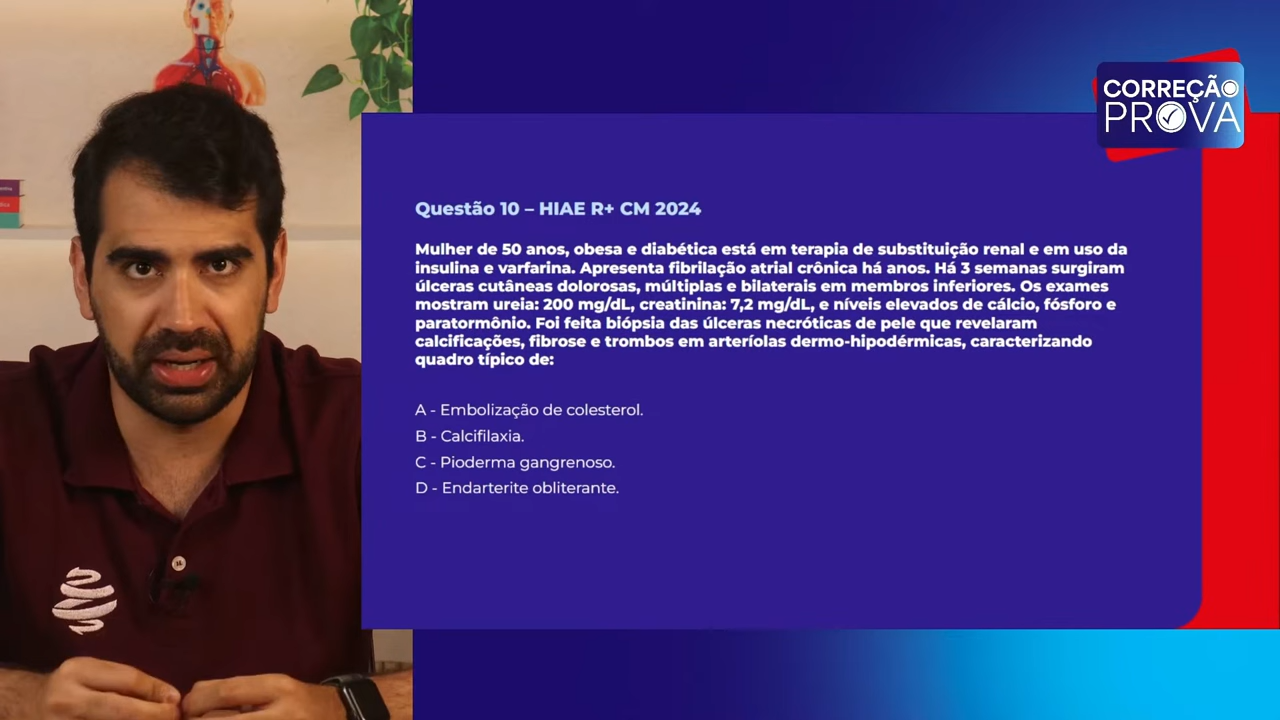 CORREÇÃO
PROVA
Questão 10 – HIAE R+ CM 2024
Mulher de 50 anos, obesa e diabética está em terapia de substituição renal e em uso da
insulina e varfarina. Apresenta fibrilação atrial crônica há anos. Há 3 semanas surgiram
úlceras cutâneas dolorosas, múltiplas e bilaterais em membros inferiores. Os exames
mostram ureia: 200 mg/dL, creatinina: 7,2 mg/dL, e níveis elevados de cálcio, fósforo e
paratormônio. Foi feita biópsia das úlceras necróticas de pele que revelaram
calcificações, fibrose e trombos em arteríolas dermo-hipodérmicas, caracterizando
quadro típico de:
A - Embolização de colesterol.
B - Calcifilaxia.
C - Pioderma gangrenoso.
D - Endarterite obliterante.